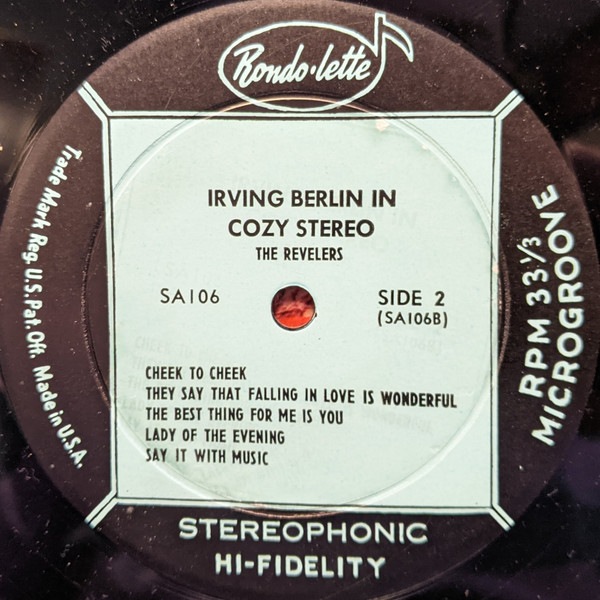 Rondo•lette
IRVING BERLIN IN
COZY STEREO
THE REVELERS
SA106
SIDE 2
(SA106B)
CHEEK TO CHEEK
THEY SAY THAT FALLING IN LOVE IS WONDERFUL
THE BEST THING FOR ME IS YOU
LADY OF THE EVENING
SAY IT WITH MUSIC
Trade Mark Reg. U.S. Pat. Off. Made in U.S.A.
RPM 33 1/3
MICROGROOVE
STEREOPHONIC
HI-FIDELITY